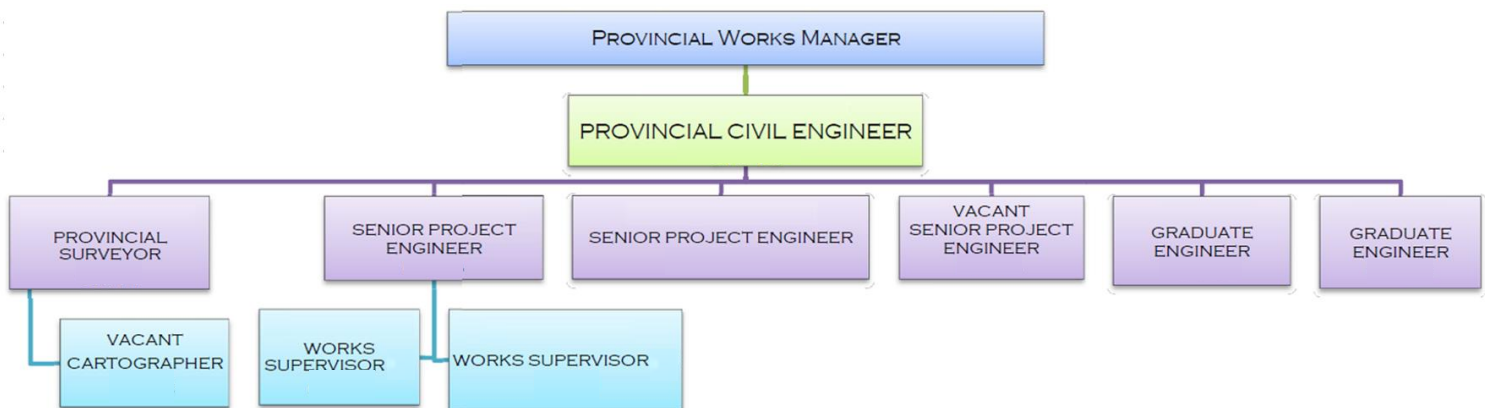 PROVINCIAL WORKS MANAGER
PROVINCIAL CIVIL ENGINEER
PROVINCIAL
SURVEYOR
SENIOR PROJECT
ENGINEER
SENIOR PROJECT ENGINEER
VACANT
SENIOR PROJECT
ENGINEER
GRADUATE
ENGINEER
GRADUATE
ENGINEER
VACANT
CARTOGRAPHER
WORKS
SUPERVISOR
WORKS SUPERVISOR